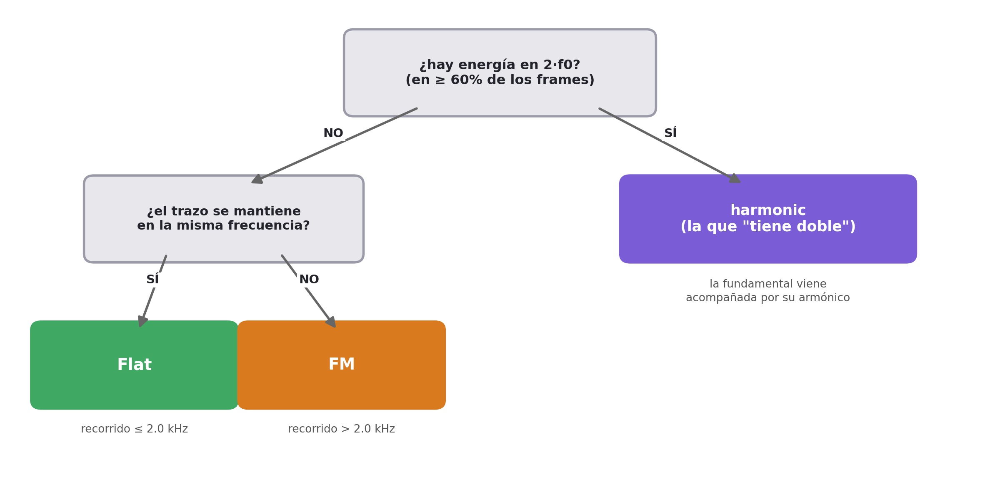 ¿hay energía en 2·f0?
(en ≥ 60% de los frames)
NO
SÍ
¿el trazo se mantiene
en la misma frecuencia?
harmonic
(la que "tiene doble")
SÍ
NO
la fundamental viene
acompañada por su armónico
Flat
FM
recorrido ≤ 2.0 kHz
recorrido > 2.0 kHz